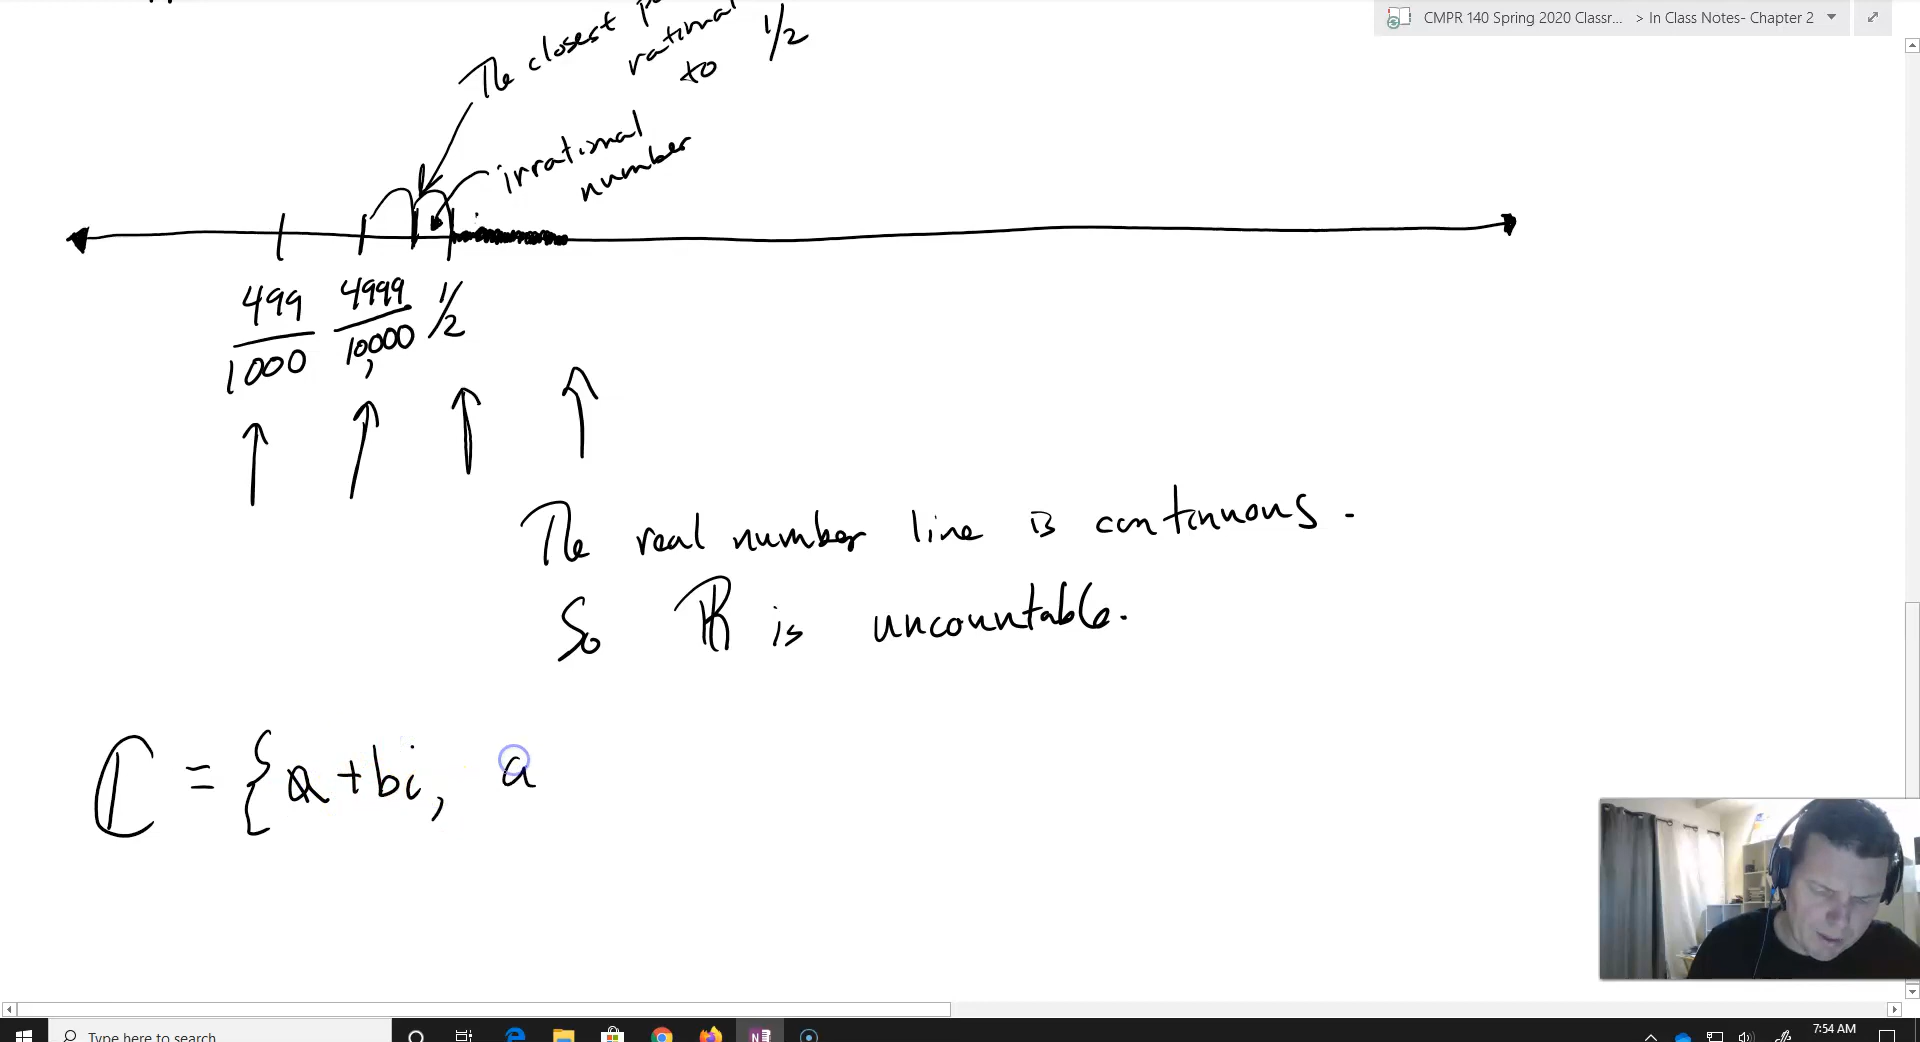 CMPR 140 Spring 2020 Classr... > In Class Notes- Chapter 2
The closest
rational
to 1/2
irrational
number
499
1000
4999
10,000
1/2
The real number line is continuous.
So ℝ is uncountable.
ℂ = {a+bi, a
Type here to search
7:54 AM